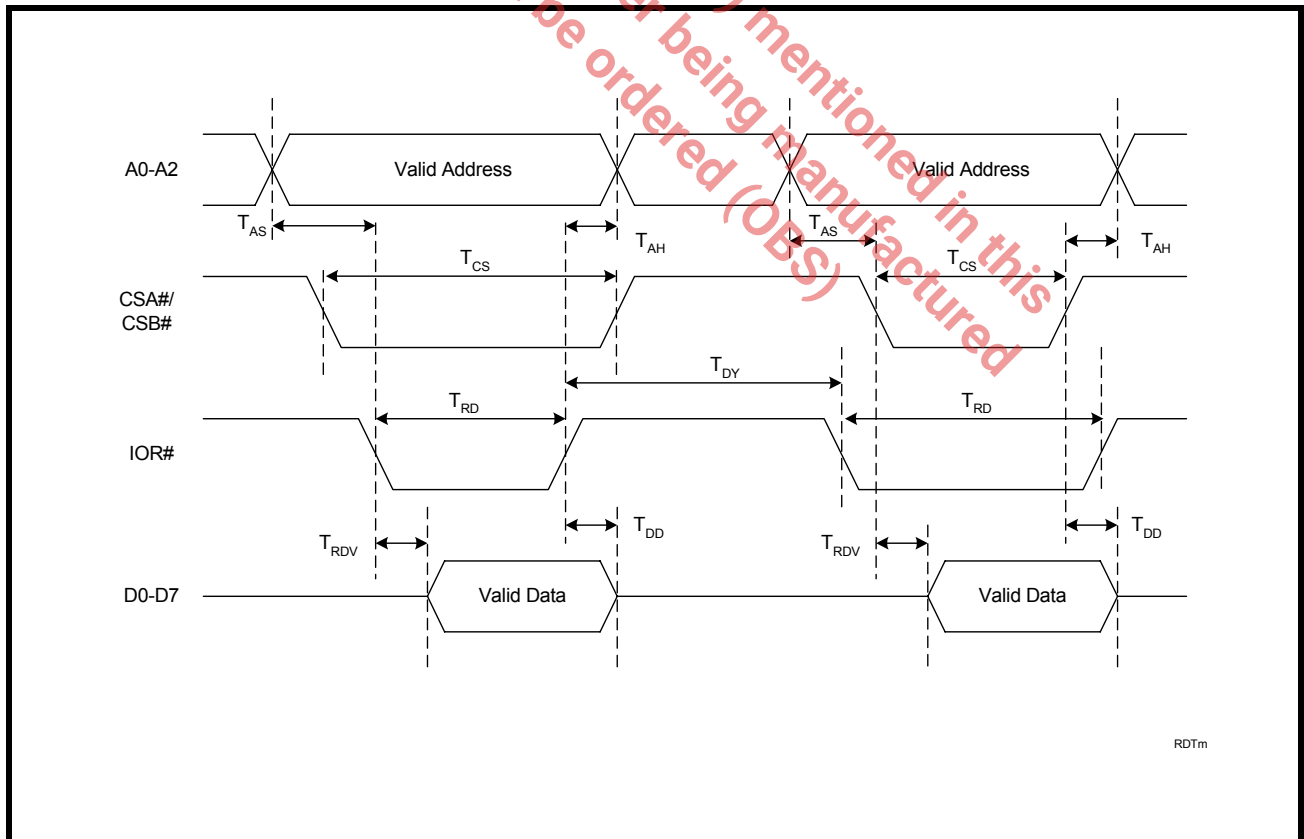 ) mentioned in this
er being manufactured
be ordered (OBS)
A0-A2
Valid Address
Valid Address
TAS
TAH
TAS
TAH
TCS
TCS
CSA#/
CSB#
TDY
TRD
TRD
IOR#
TRDV
TDD
TRDV
TDD
D0-D7
Valid Data
Valid Data
RDTm